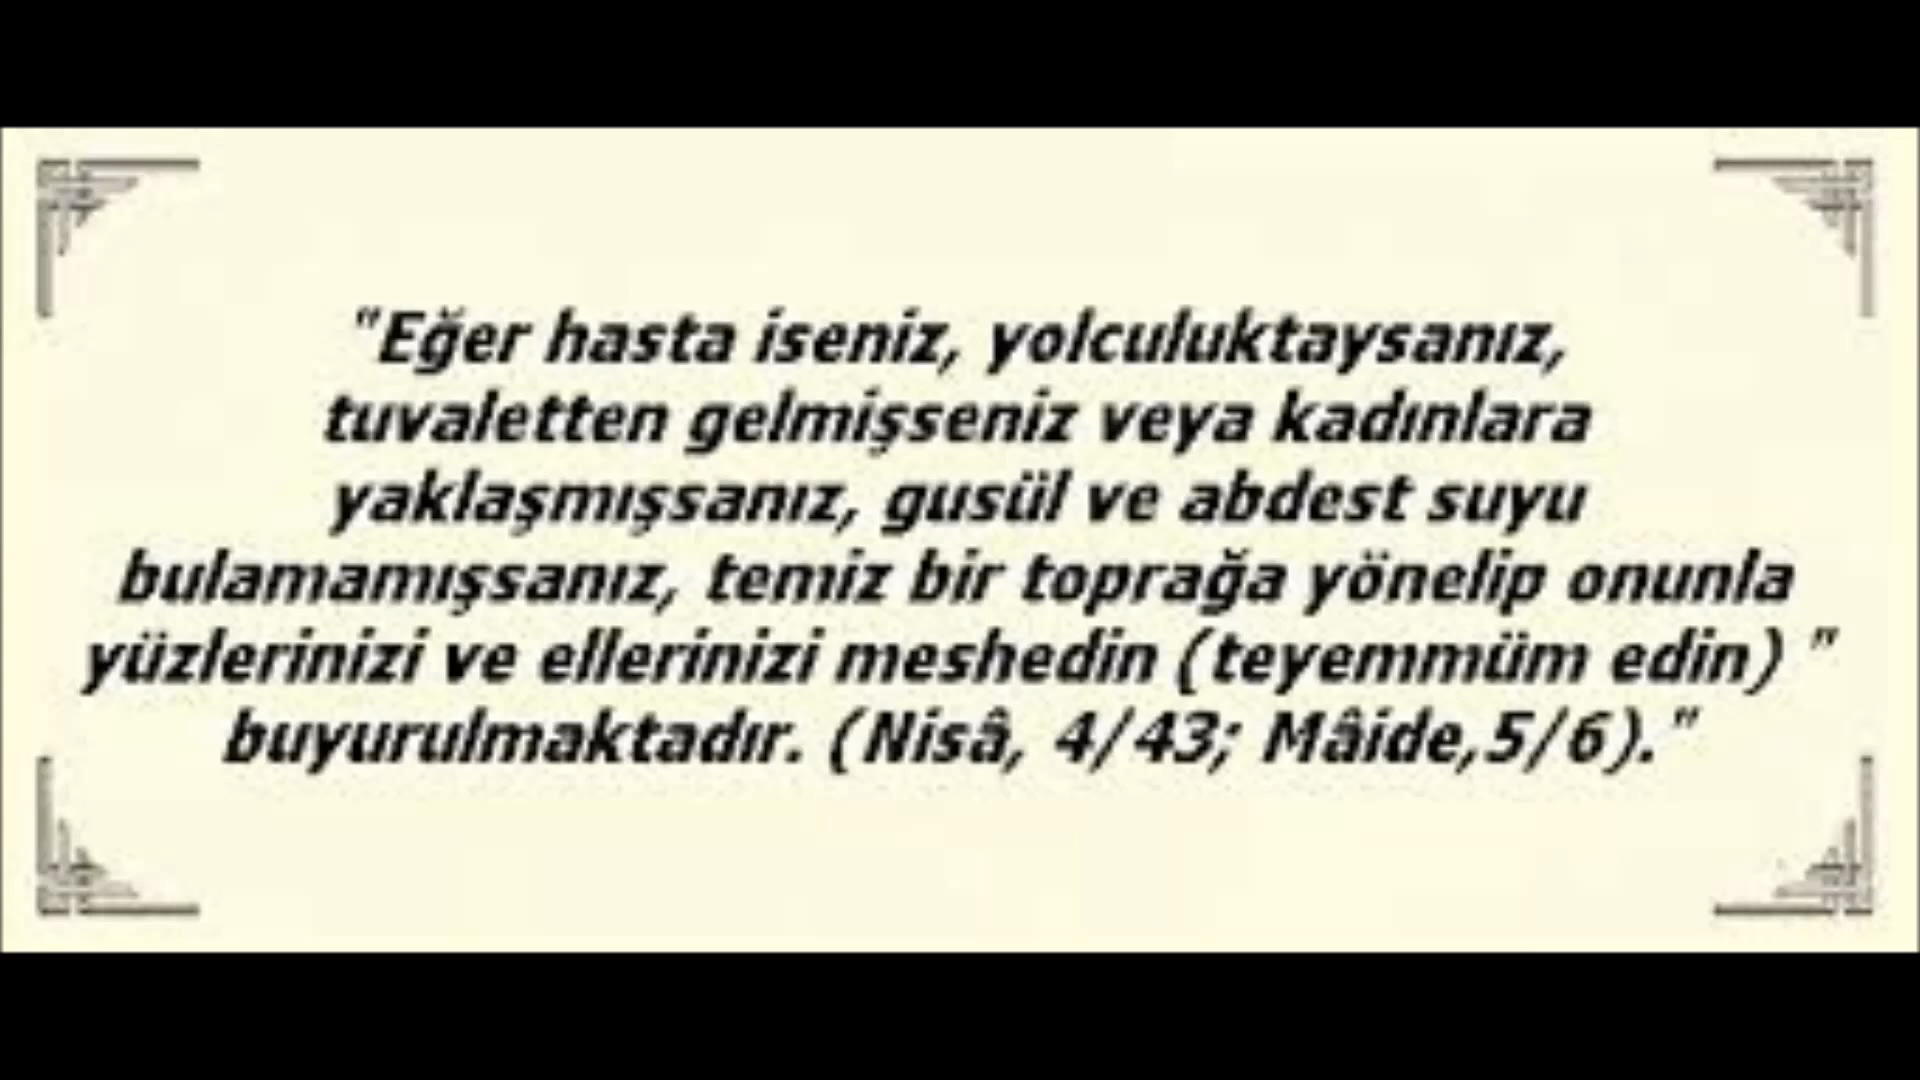 "Eğer hasta iseniz, yolculuktaysanız,
tuvaletten gelmişseniz veya kadınlara
yaklaşmışsanız, gusül ve abdest suyu
bulamamışsanız, temiz bir toprağa yönelip onunla
yüzlerinizi ve ellerinizi meshedin (teyemmüm edin) "
buyurulmaktadır. (Nisâ, 4/43; Mâide,5/6)."